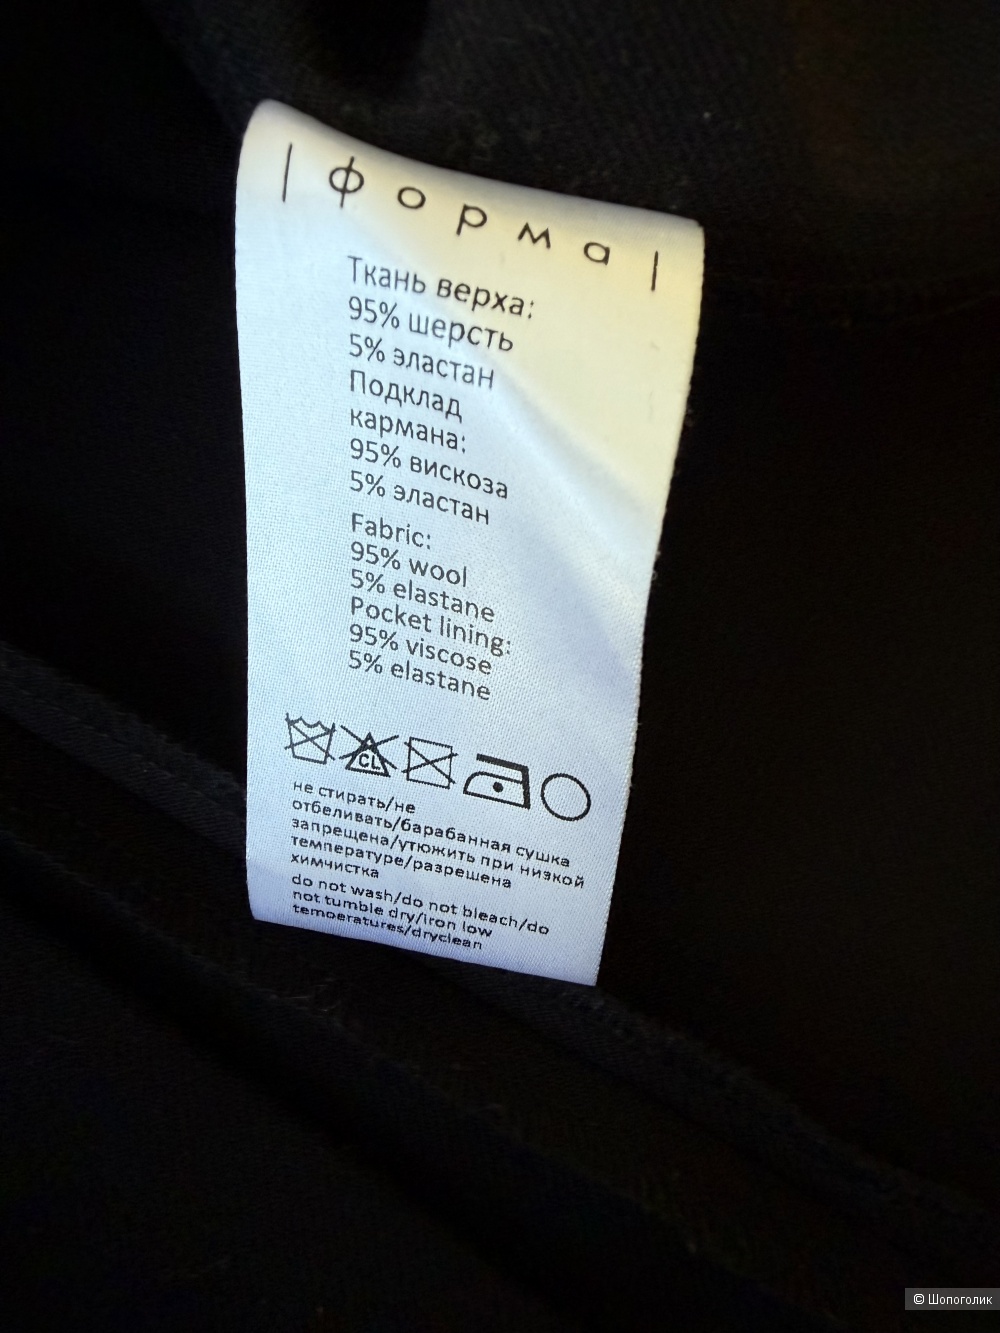 | форма |
Ткань верха:
95% шерсть
5% эластан
Подклад
кармана:
95% вискоза
5% эластан
Fabric:
95% wool
5% elastane
Pocket lining:
95% viscose
5% elastane
CL
не стирать/не
отбеливать/барабанная сушка
запрещена/утюжить при низкой
температуре/разрешена
химчистка
do not wash/do not bleach/do
not tumble dry/iron low
temoeratures/dryclean
© Шопоголик